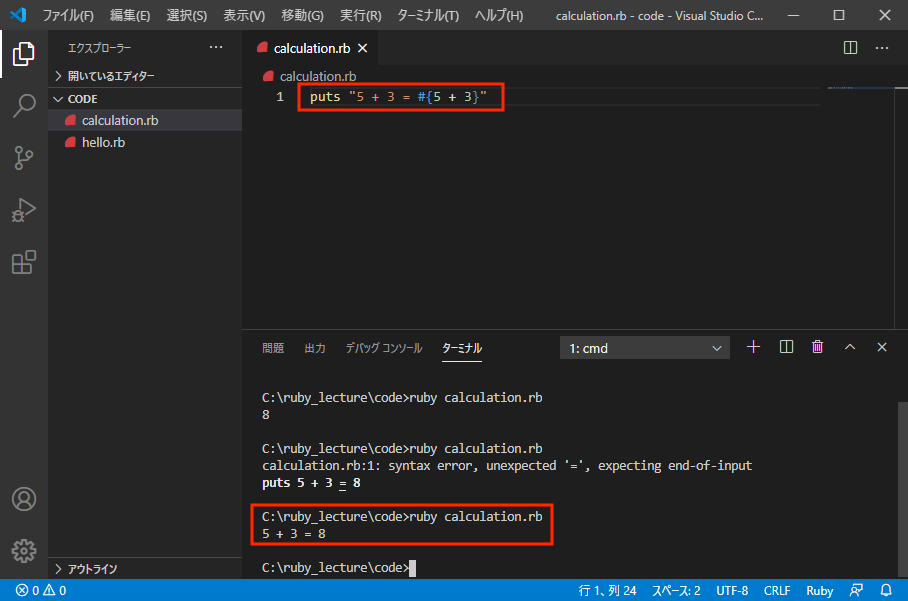 ファイル(F) 編集(E) 選択(S) 表示(V) 移動(G) 実行(R) ターミナル(T) ヘルプ(H) calculation.rb - code - Visual Studio C...
エクスプローラー
開いているエディター
CODE
calculation.rb
hello.rb
アウトライン
calculation.rb
calculation.rb
1 puts "5 + 3 = #{5 + 3}"
問題 出力 デバッグ コンソール ターミナル 1: cmd
C:\ruby_lecture\code>ruby calculation.rb
8
C:\ruby_lecture\code>ruby calculation.rb
calculation.rb:1: syntax error, unexpected '=', expecting end-of-input
puts 5 + 3 = 8
C:\ruby_lecture\code>ruby calculation.rb
5 + 3 = 8
C:\ruby_lecture\code>
0 0 行 1、列 24 スペース: 2 UTF-8 CRLF Ruby